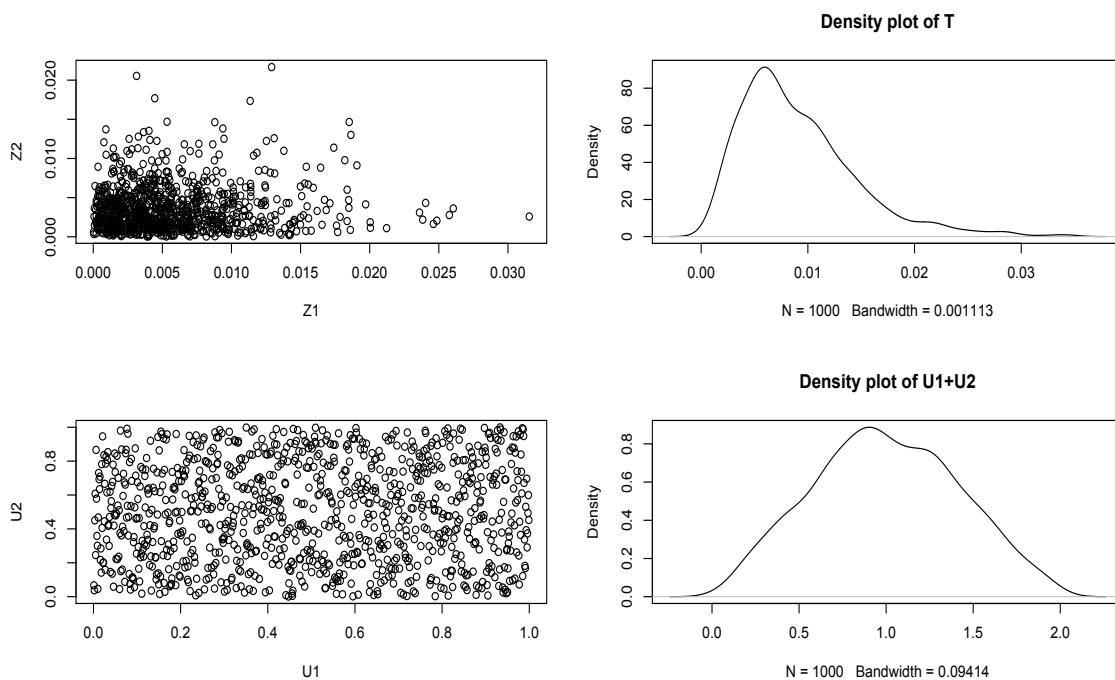 Z2
0.000 0.010 0.020
0.000 0.005 0.010 0.015 0.020 0.025 0.030
Z1
Density plot of T
Density
0 20 40 60 80
0.00 0.01 0.02 0.03
N = 1000 Bandwidth = 0.001113
U2
0.0 0.4 0.8
0.0 0.2 0.4 0.6 0.8 1.0
U1
Density plot of U1+U2
Density
0.0 0.2 0.4 0.6 0.8
0.0 0.5 1.0 1.5 2.0
N = 1000 Bandwidth = 0.09414